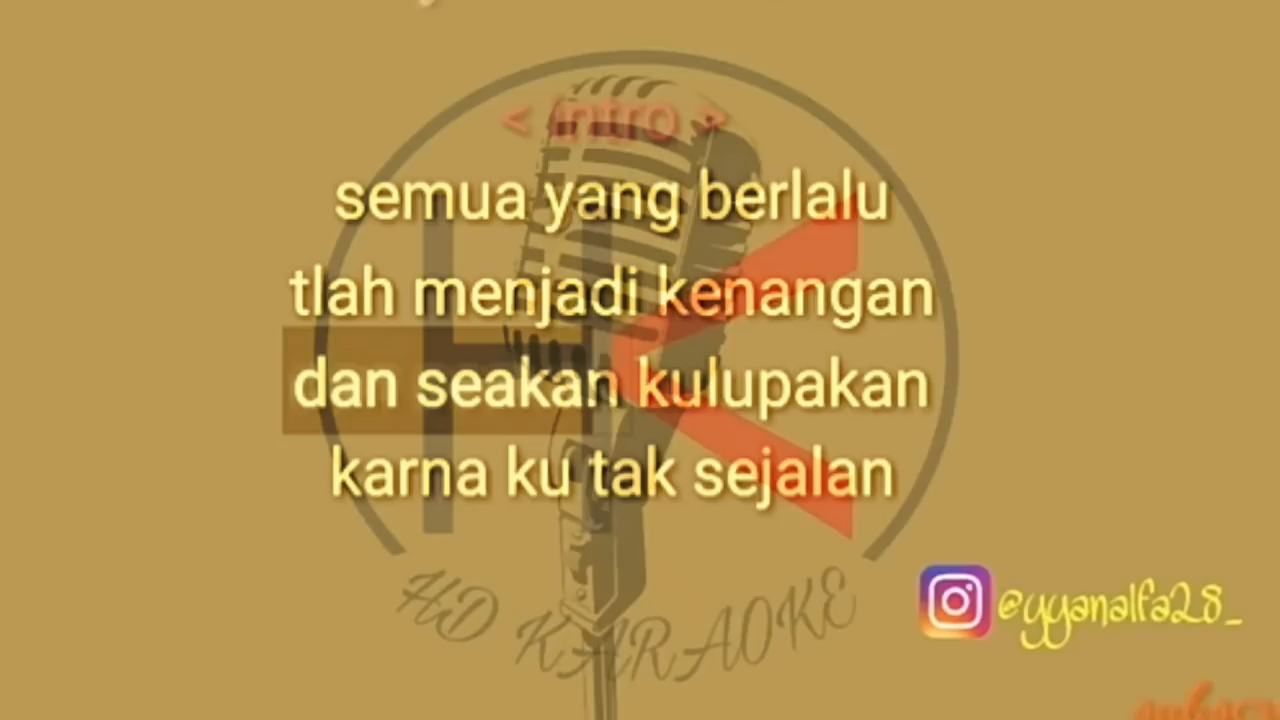 < intro >
semua yang berlalu
tlah menjadi kenangan
dan seakan kulupakan
karna ku tak sejalan
HD KARAOKE
@yyanalfa28_